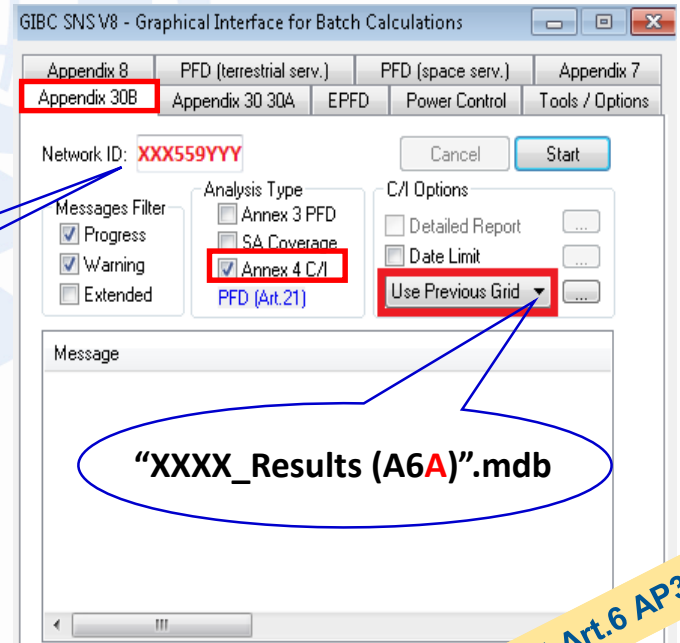 GIBC SNS V8 - Graphical Interface for Batch Calculations
Appendix 8 PFD (terrestrial serv.) PFD (space serv.) Appendix 7
Appendix 30B Appendix 30 30A EPFD Power Control Tools / Options
Network ID: XXX559YYY Cancel Start
Messages Filter Analysis Type C/I Options
Progress Annex 3 PFD Detailed Report ...
Warning SA Coverage Date Limit ...
Extended Annex 4 C/I Use Previous Grid ...
PFD (Art.21)
Message
“XXXX_Results (A6A)”.mdb
Art.6 AP3